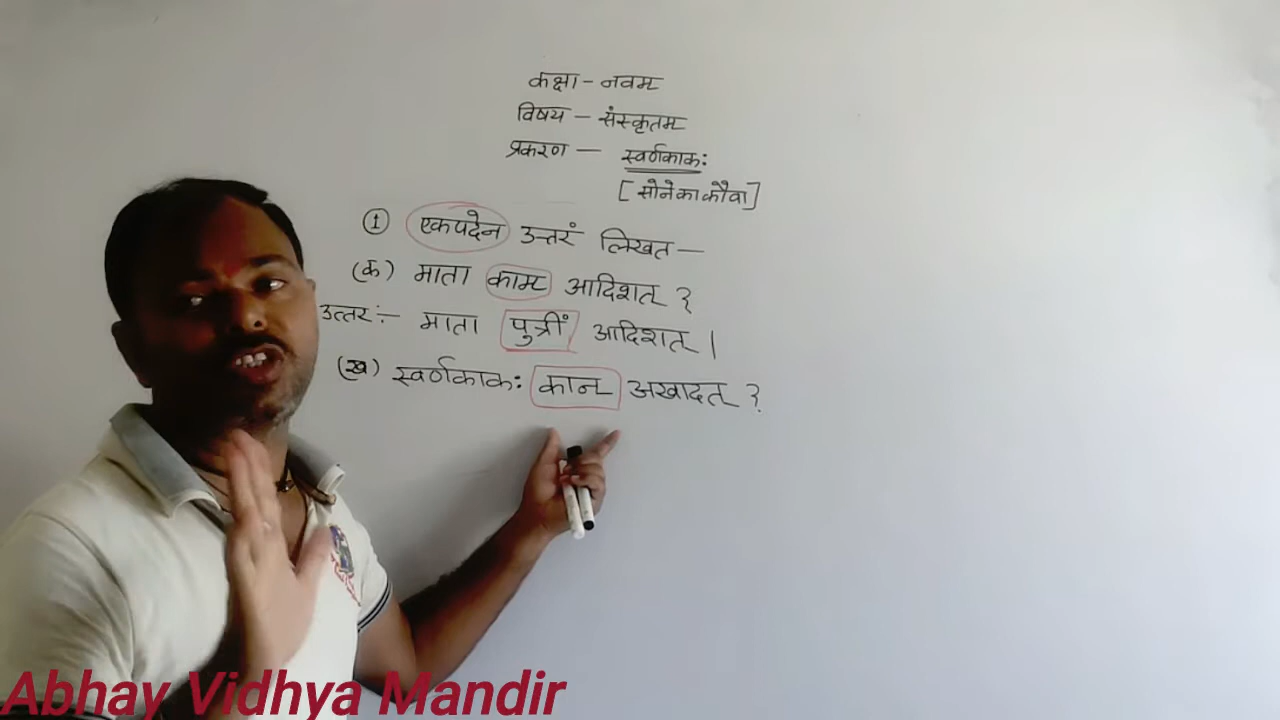 कक्षा - नवम्
विषय - संस्कृतम्
प्रकरण - स्वर्णकाकः
[सोने का कौवा]
① एकपदेन उत्तरं लिखत -
(क) माता काम् आदिशत् ?
उत्तरः- माता पुत्रीं आदिशत् ।
(ख) स्वर्णकाकः कान् अखादत् ?
Abhay Vidhya Mandir